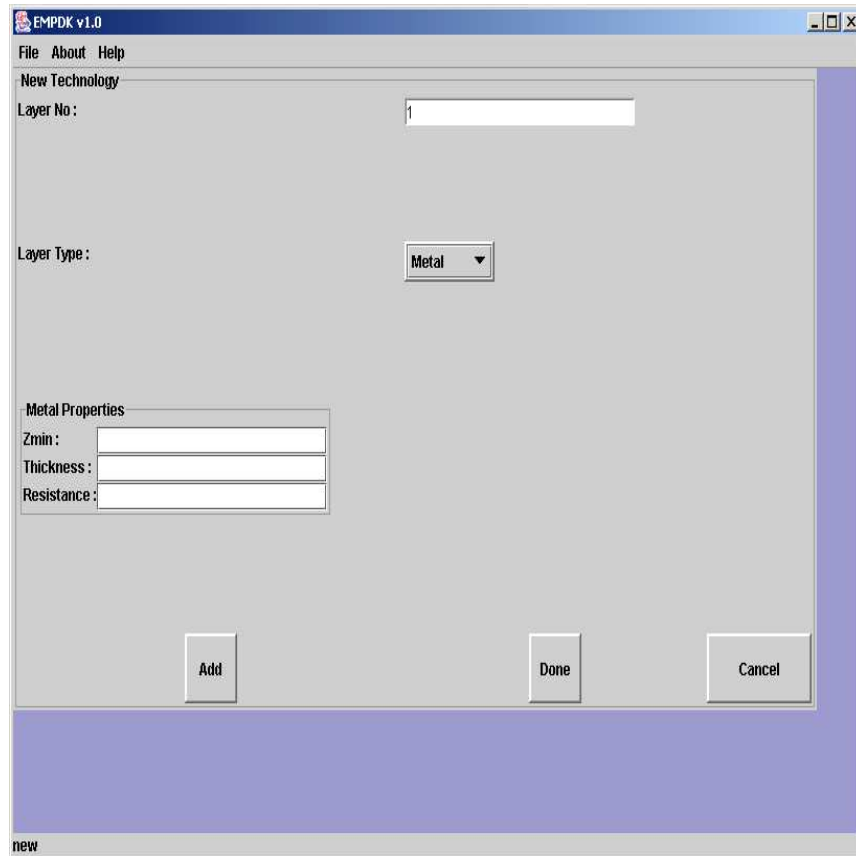 EMPDK v1.0
File About Help
New Technology
Layer No :
1
Layer Type :
Metal
Metal Properties
Zmin :
Thickness :
Resistance :
Add Done Cancel
new